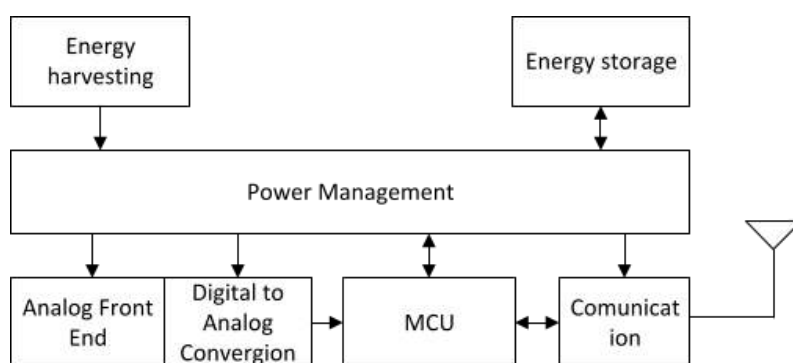 Energy
harvesting
Energy storage
Power Management
Analog Front
End
Digital to
Analog
Convergion
MCU
Comunicat
ion